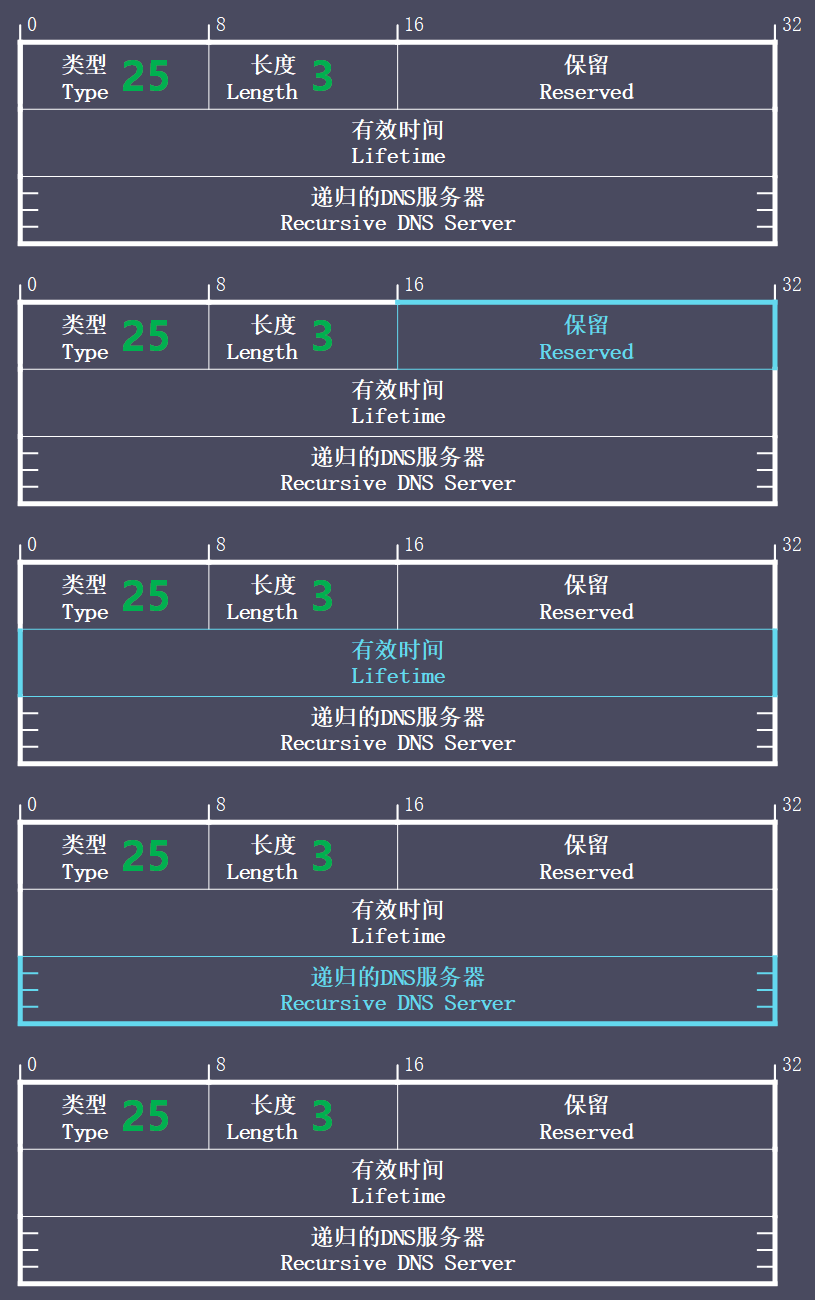 0 8 16 32
类型 25 长度 3 保留
Type Length Reserved
有效时间
Lifetime
递归的DNS服务器
Recursive DNS Server
0 8 16 32
类型 25 长度 3 保留
Type Length Reserved
有效时间
Lifetime
递归的DNS服务器
Recursive DNS Server
0 8 16 32
类型 25 长度 3 保留
Type Length Reserved
有效时间
Lifetime
递归的DNS服务器
Recursive DNS Server
0 8 16 32
类型 25 长度 3 保留
Type Length Reserved
有效时间
Lifetime
递归的DNS服务器
Recursive DNS Server
0 8 16 32
类型 25 长度 3 保留
Type Length Reserved
有效时间
Lifetime
递归的DNS服务器
Recursive DNS Server